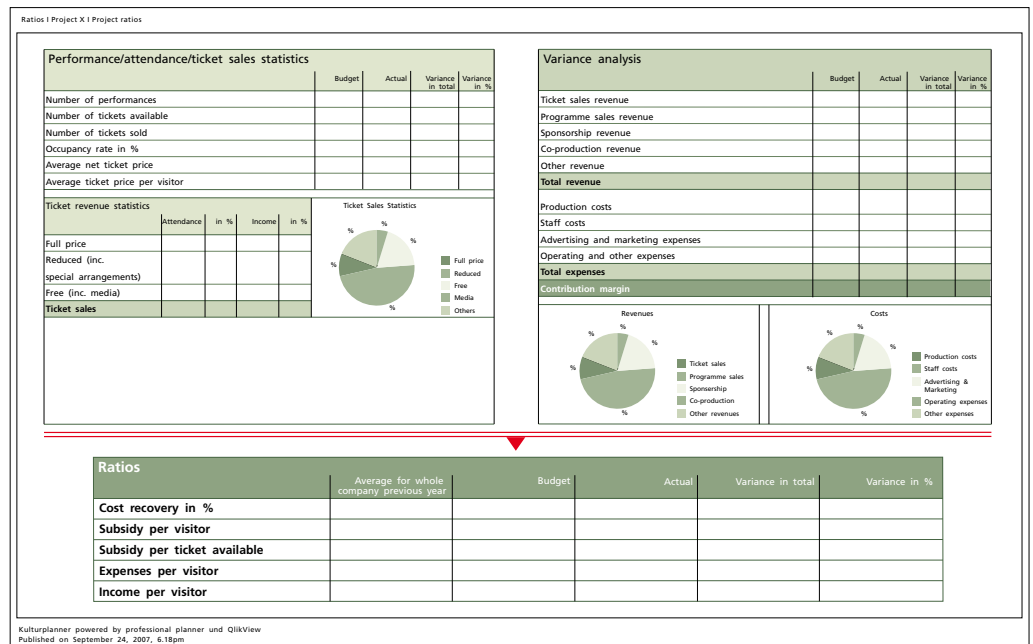 Ratios I Project X I Project ratios
Performance/attendance/ticket sales statistics
Budget Actual Variance in total Variance in %
Number of performances
Number of tickets available
Number of tickets sold
Occupancy rate in %
Average net ticket price
Average ticket price per visitor
Ticket revenue statistics
Attendance in % Income in %
Full price
Reduced (inc.
special arrangements)
Free (inc. media)
Ticket sales
Ticket Sales Statistics
%
%
%
%
%
Full price
Reduced
Free
Media
Others
Variance analysis
Budget Actual Variance in total Variance in %
Ticket sales revenue
Programme sales revenue
Sponsorship revenue
Co-production revenue
Other revenue
Total revenue
Production costs
Staff costs
Advertising and marketing expenses
Operating and other expenses
Total expenses
Contribution margin
Revenues
%
%
%
%
%
Ticket sales
Programme sales
Sponsorship
Co-production
Other revenues
Costs
%
%
%
%
%
Production costs
Staff costs
Advertising &
Marketing
Operating expenses
Other expenses
Ratios
Average for whole company previous year Budget Actual Variance in total Variance in %
Cost recovery in %
Subsidy per visitor
Subsidy per ticket available
Expenses per visitor
Income per visitor
Kulturplanner powered by professional planner und QlikView
Published on September 24, 2007, 6.18pm